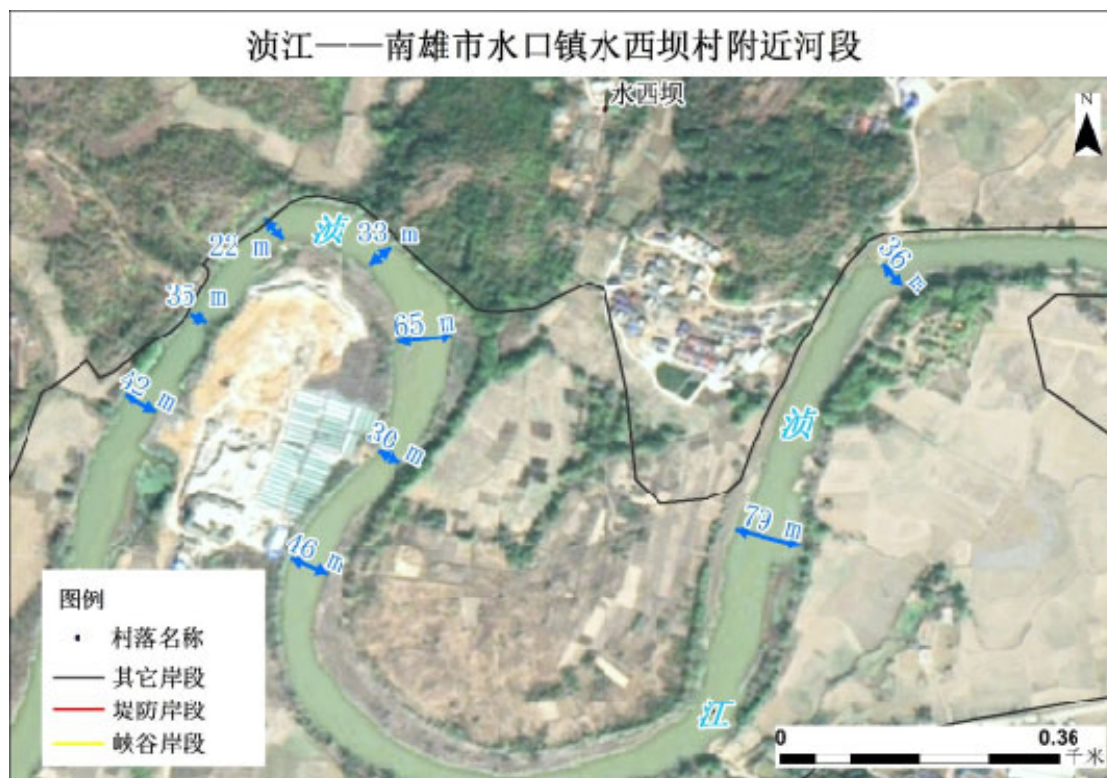 浈江——南雄市水口镇水西坝村附近河段
水西坝
N
浈
33 m
22 m
36 m
35 m
65 m
42 m
浈
30 m
79 m
46 m
图例
村落名称
其它岸段
堤防岸段
峡谷岸段
江
0 0.36
千米